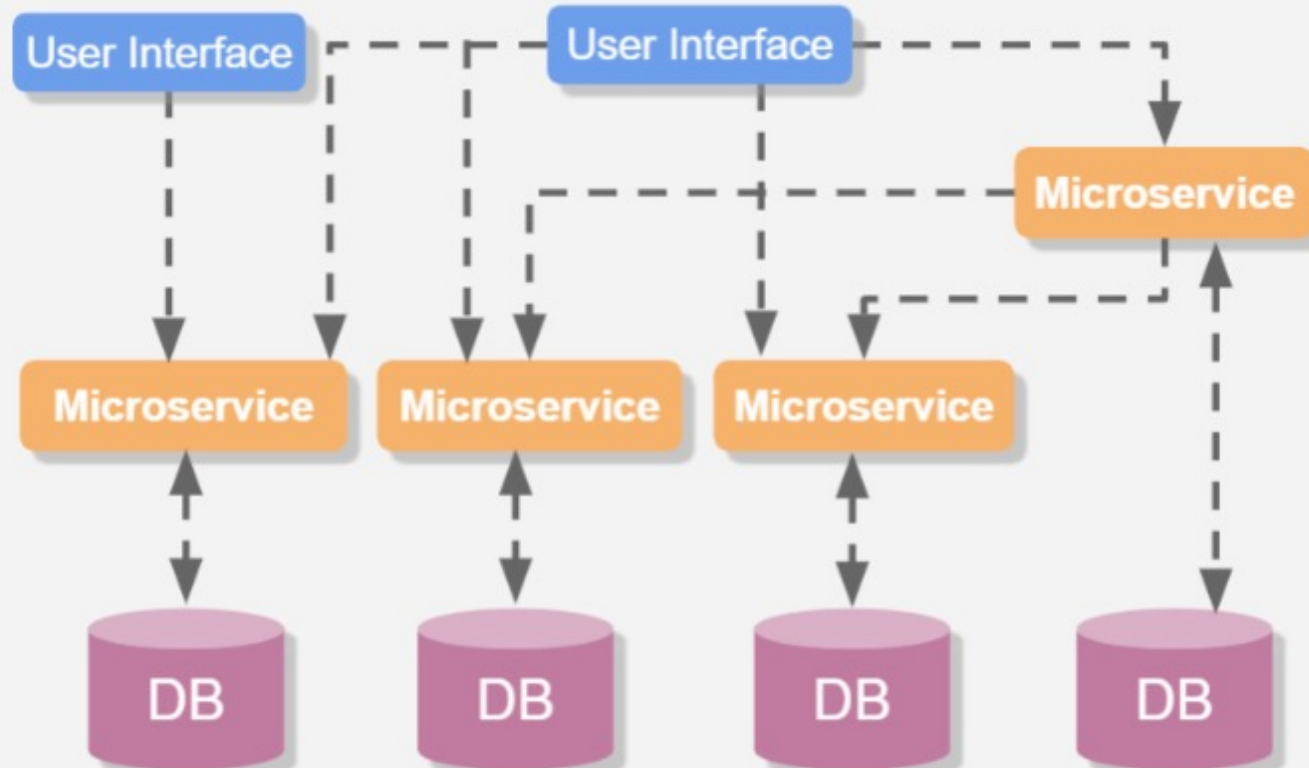 User Interface
User Interface
Microservice
Microservice
Microservice
Microservice
DB
DB
DB
DB